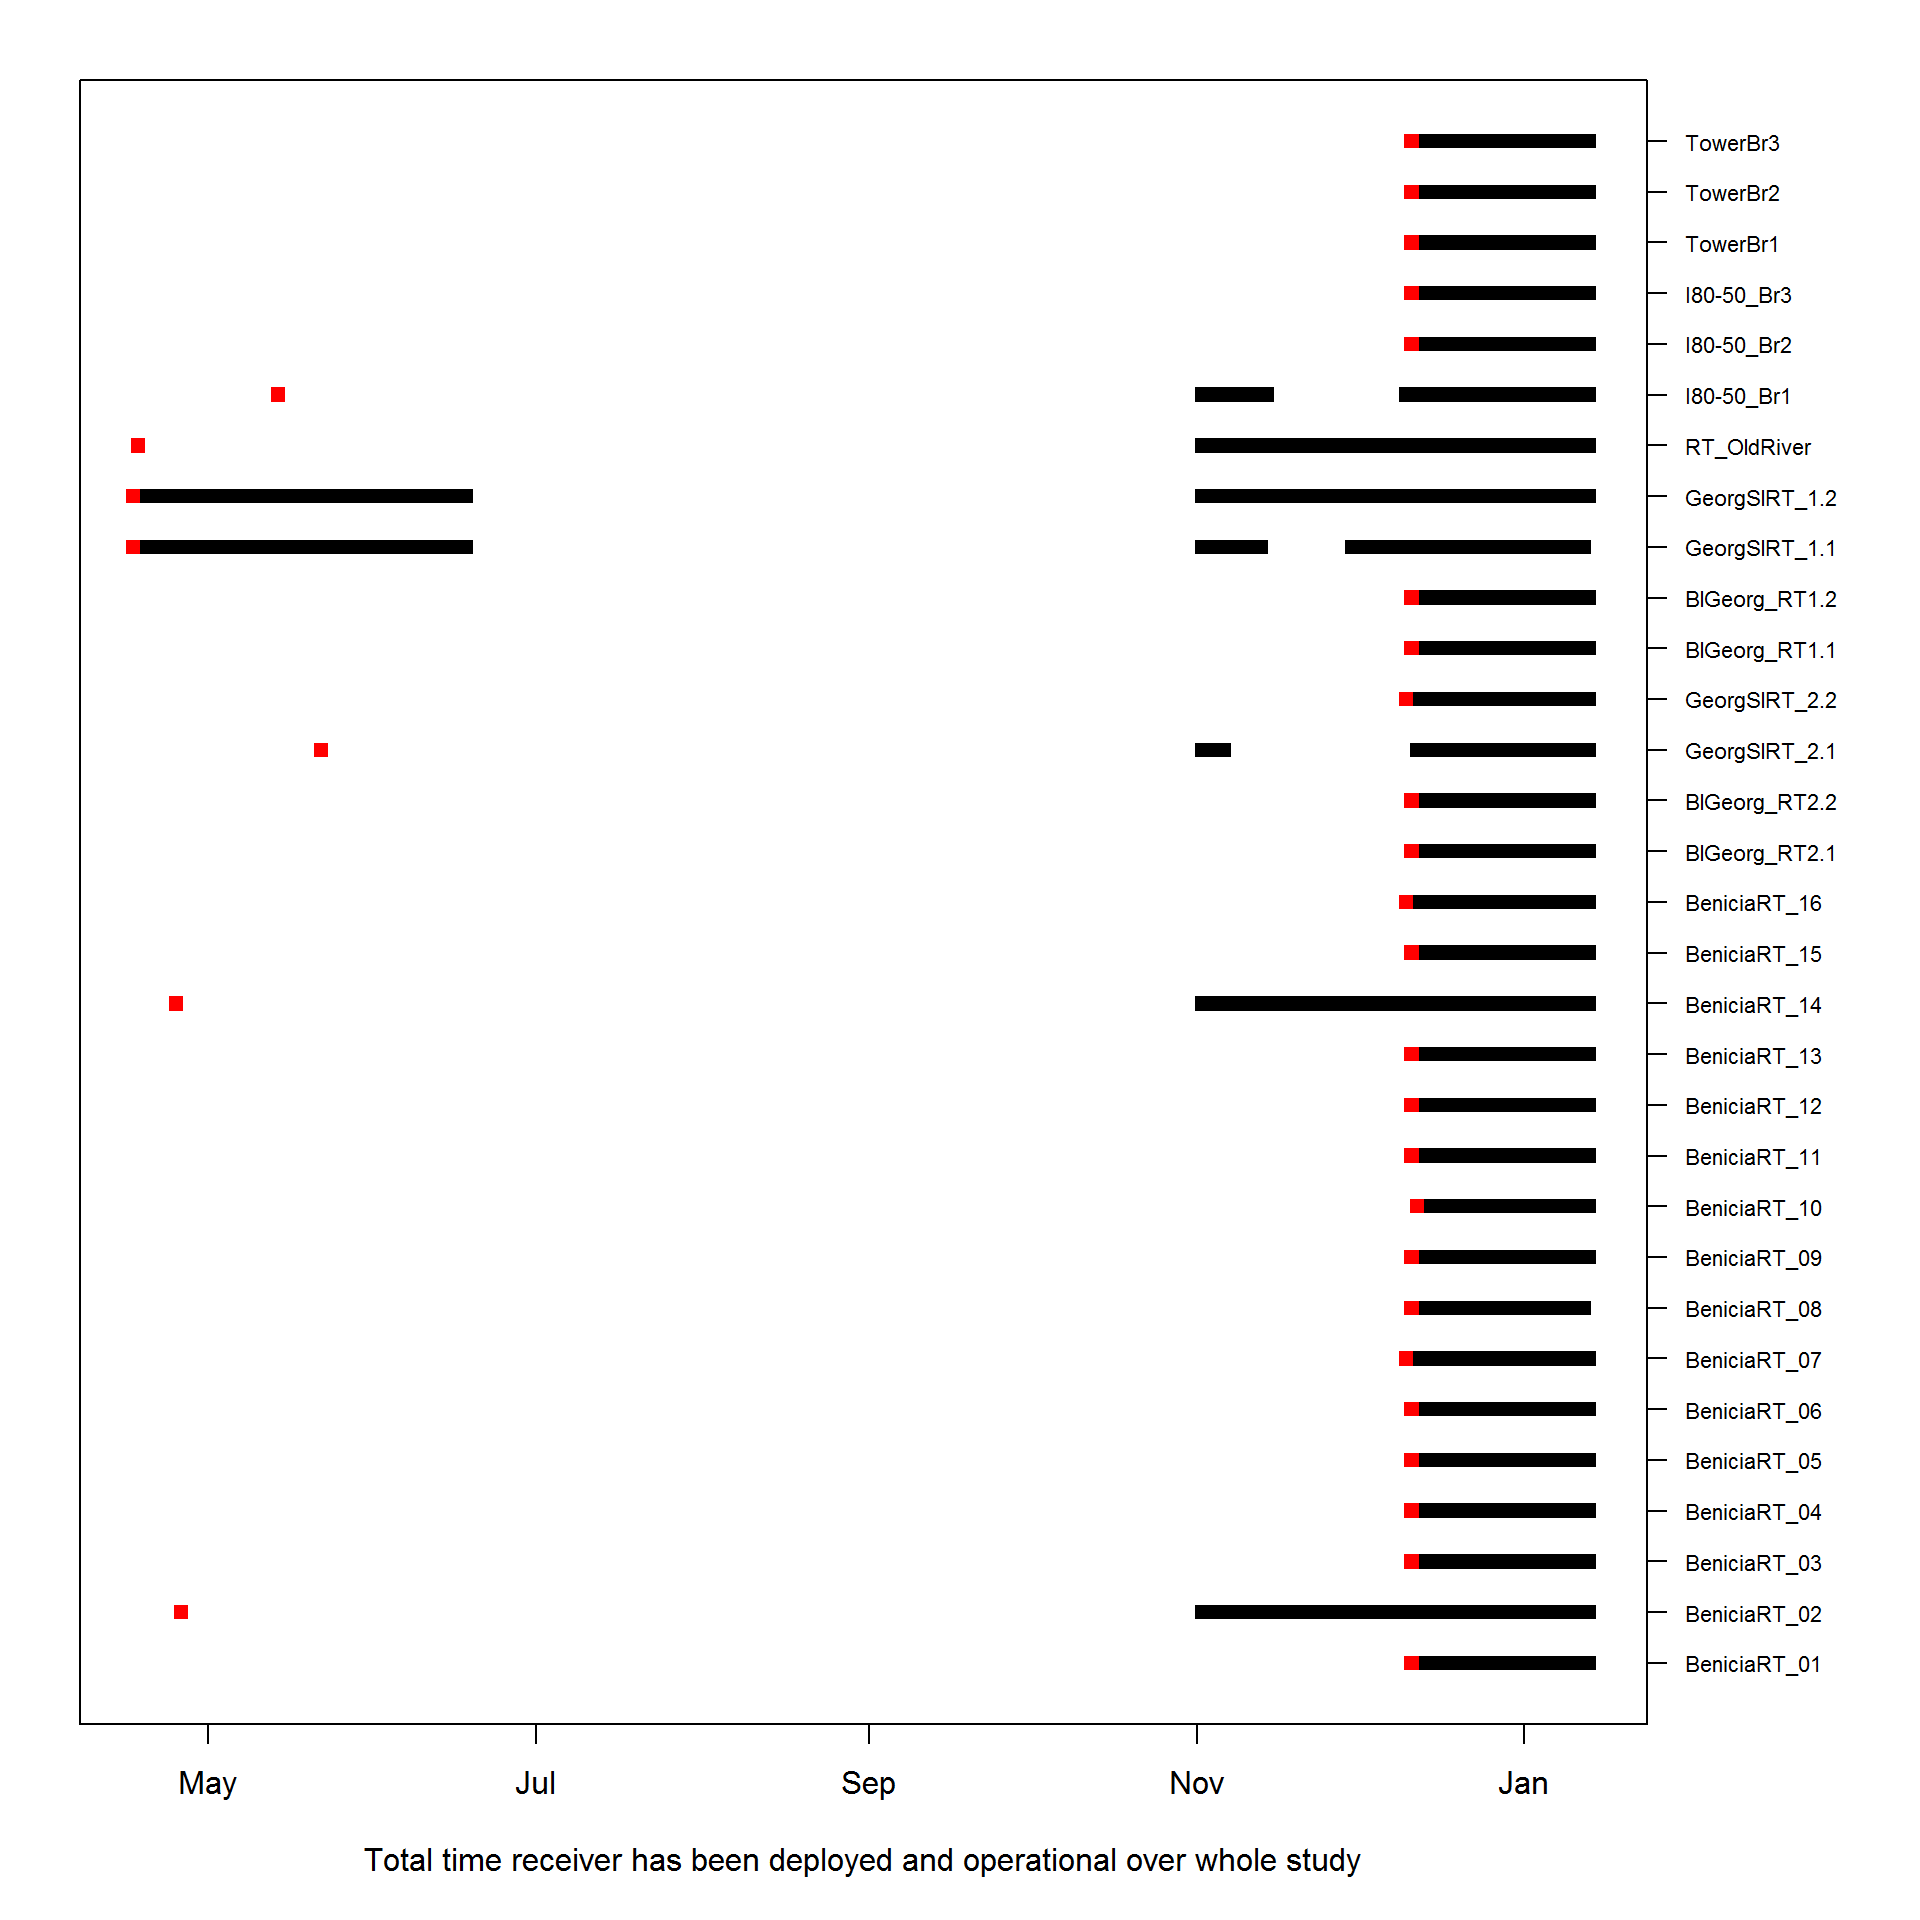 TowerBr3
TowerBr2
TowerBr1
I80-50_Br3
I80-50_Br2
I80-50_Br1
RT_OldRiver
GeorgSlRT_1.2
GeorgSlRT_1.1
BlGeorg_RT1.2
BlGeorg_RT1.1
GeorgSlRT_2.2
GeorgSlRT_2.1
BlGeorg_RT2.2
BlGeorg_RT2.1
BeniciaRT_16
BeniciaRT_15
BeniciaRT_14
BeniciaRT_13
BeniciaRT_12
BeniciaRT_11
BeniciaRT_10
BeniciaRT_09
BeniciaRT_08
BeniciaRT_07
BeniciaRT_06
BeniciaRT_05
BeniciaRT_04
BeniciaRT_03
BeniciaRT_02
BeniciaRT_01
May Jul Sep Nov Jan
Total time receiver has been deployed and operational over whole study